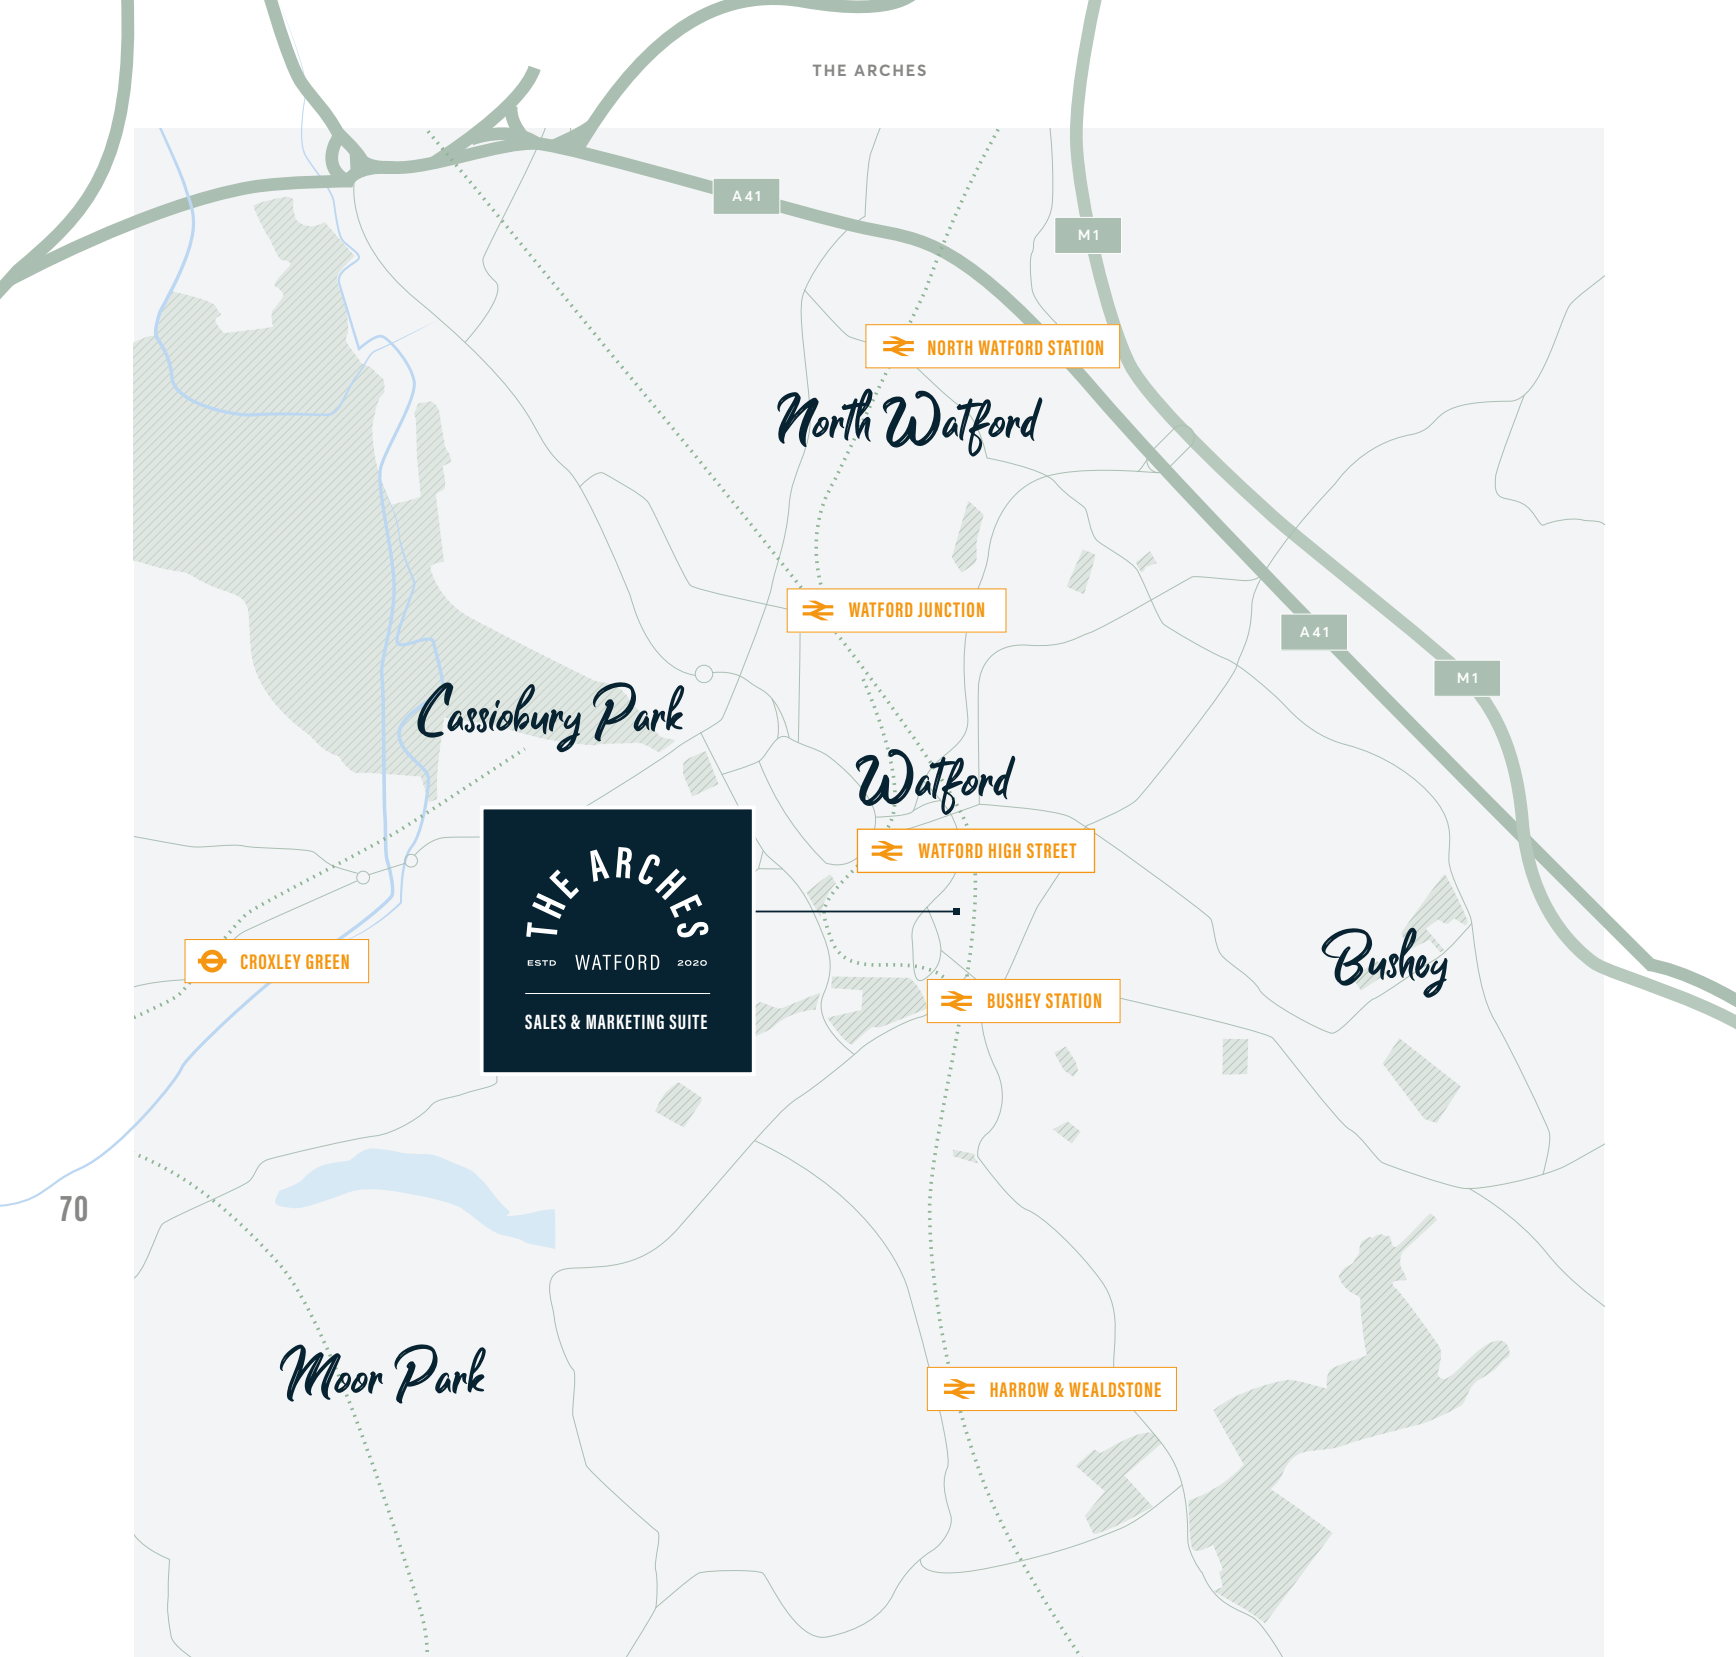 THE ARCHES
A41
M1
NORTH WATFORD STATION
North Watford
WATFORD JUNCTION
A41
M1
Cassiobury Park
Watford
WATFORD HIGH STREET
THE ARCHES
ESTD WATFORD 2020
SALES & MARKETING SUITE
CROXLEY GREEN
Bushey
BUSHEY STATION
70
Moor Park
HARROW & WEALDSTONE